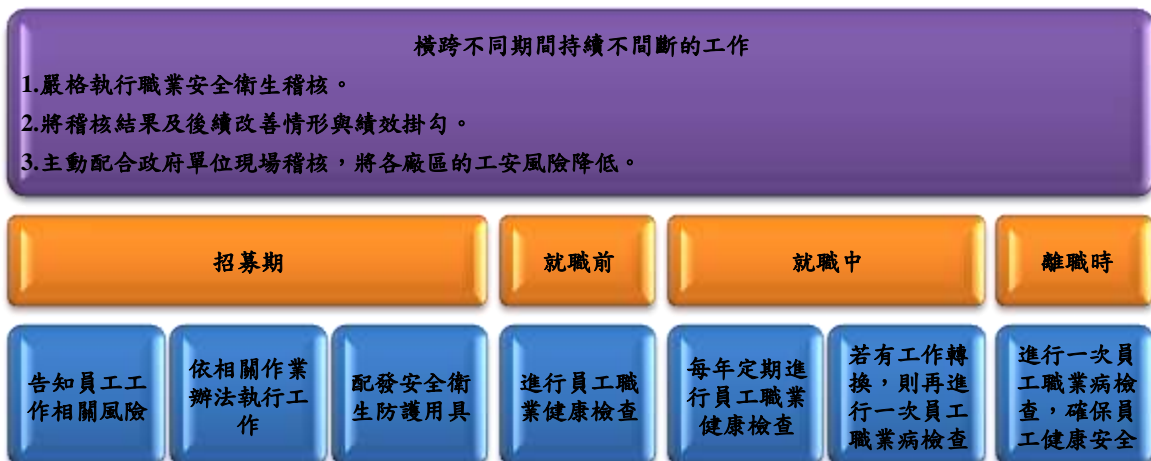 橫跨不同期間持續不間斷的工作
1.嚴格執行職業安全衛生稽核。
2.將稽核結果及後續改善情形與績效掛勾。
3.主動配合政府單位現場稽核，將各廠區的工安風險降低。
招募期
就職前
就職中
離職時
告知員工工
作相關風險
依相關作業
辦法執行工
作
配發安全衛
生防護用具
進行員工職
業健康檢查
每年定期進
行員工職業
健康檢查
若有工作轉
換，則再進
行一次員工
職業病檢查
進行一次員
工職業病檢
查，確保員
工健康安全